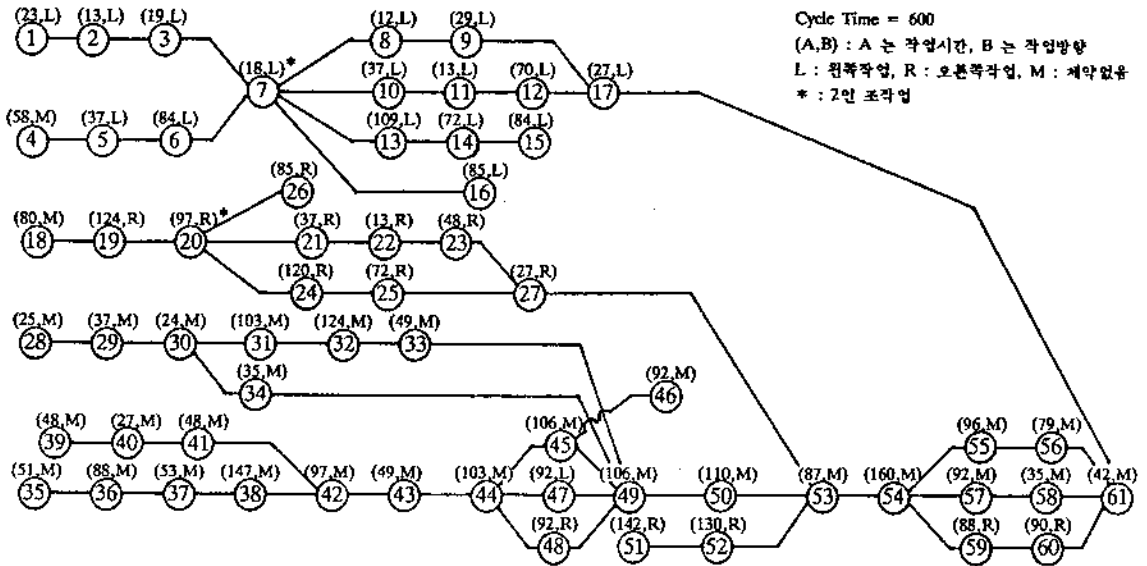 Cycle Time = 600
(A,B) : A 는 작업시간, B 는 작업방향
L : 왼쪽작업, R : 오른쪽작업, M : 제약없음
* : 2인 조작업
(23,L) (13,L) (19,L) (12,L) (29,L)
1 2 3 8 9
(18,L)* (37,L) (13,L) (70,L) (27,L)
7 10 11 12 17
(58,M) (37,L) (84,L) (109,L) (72,L) (84,L)
4 5 6 13 14 15
(85,R) (85,L)
26 16
(80,M) (124,R) (97,R)* (37,R) (13,R) (48,R)
18 19 20 21 22 23
(120,R) (72,R) (27,R)
24 25 27
(25,M) (37,M) (24,M) (103,M) (124,M) (49,M)
28 29 30 31 32 33
(35,M) (92,M)
34 46
(48,M) (27,M) (48,M) (106,M) (96,M) (79,M)
39 40 41 45 55 56
(51,M) (88,M) (53,M) (147,M) (97,M) (49,M) (103,M) (92,L) (106,M) (110,M) (87,M) (160,M) (92,M) (35,M) (42,M)
35 36 37 38 42 43 44 47 49 50 53 54 57 58 61
(92,R) (142,R) (130,R) (88,R) (90,R)
48 51 52 59 60